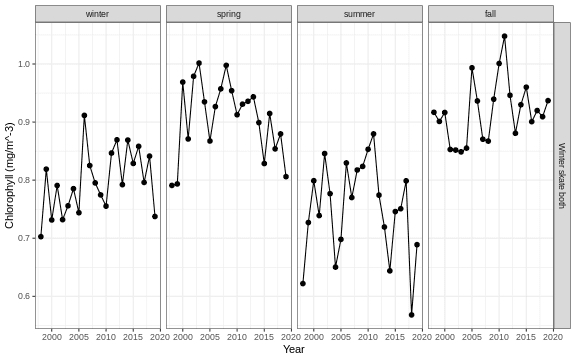 winter spring summer fall
Chlorophyll (mg/m^-3)
1.0
0.9
0.8
0.7
0.6
Winter skate both
2000 2005 2010 2015 2020 2000 2005 2010 2015 2020 2000 2005 2010 2015 2020 2000 2005 2010 2015 2020
Year